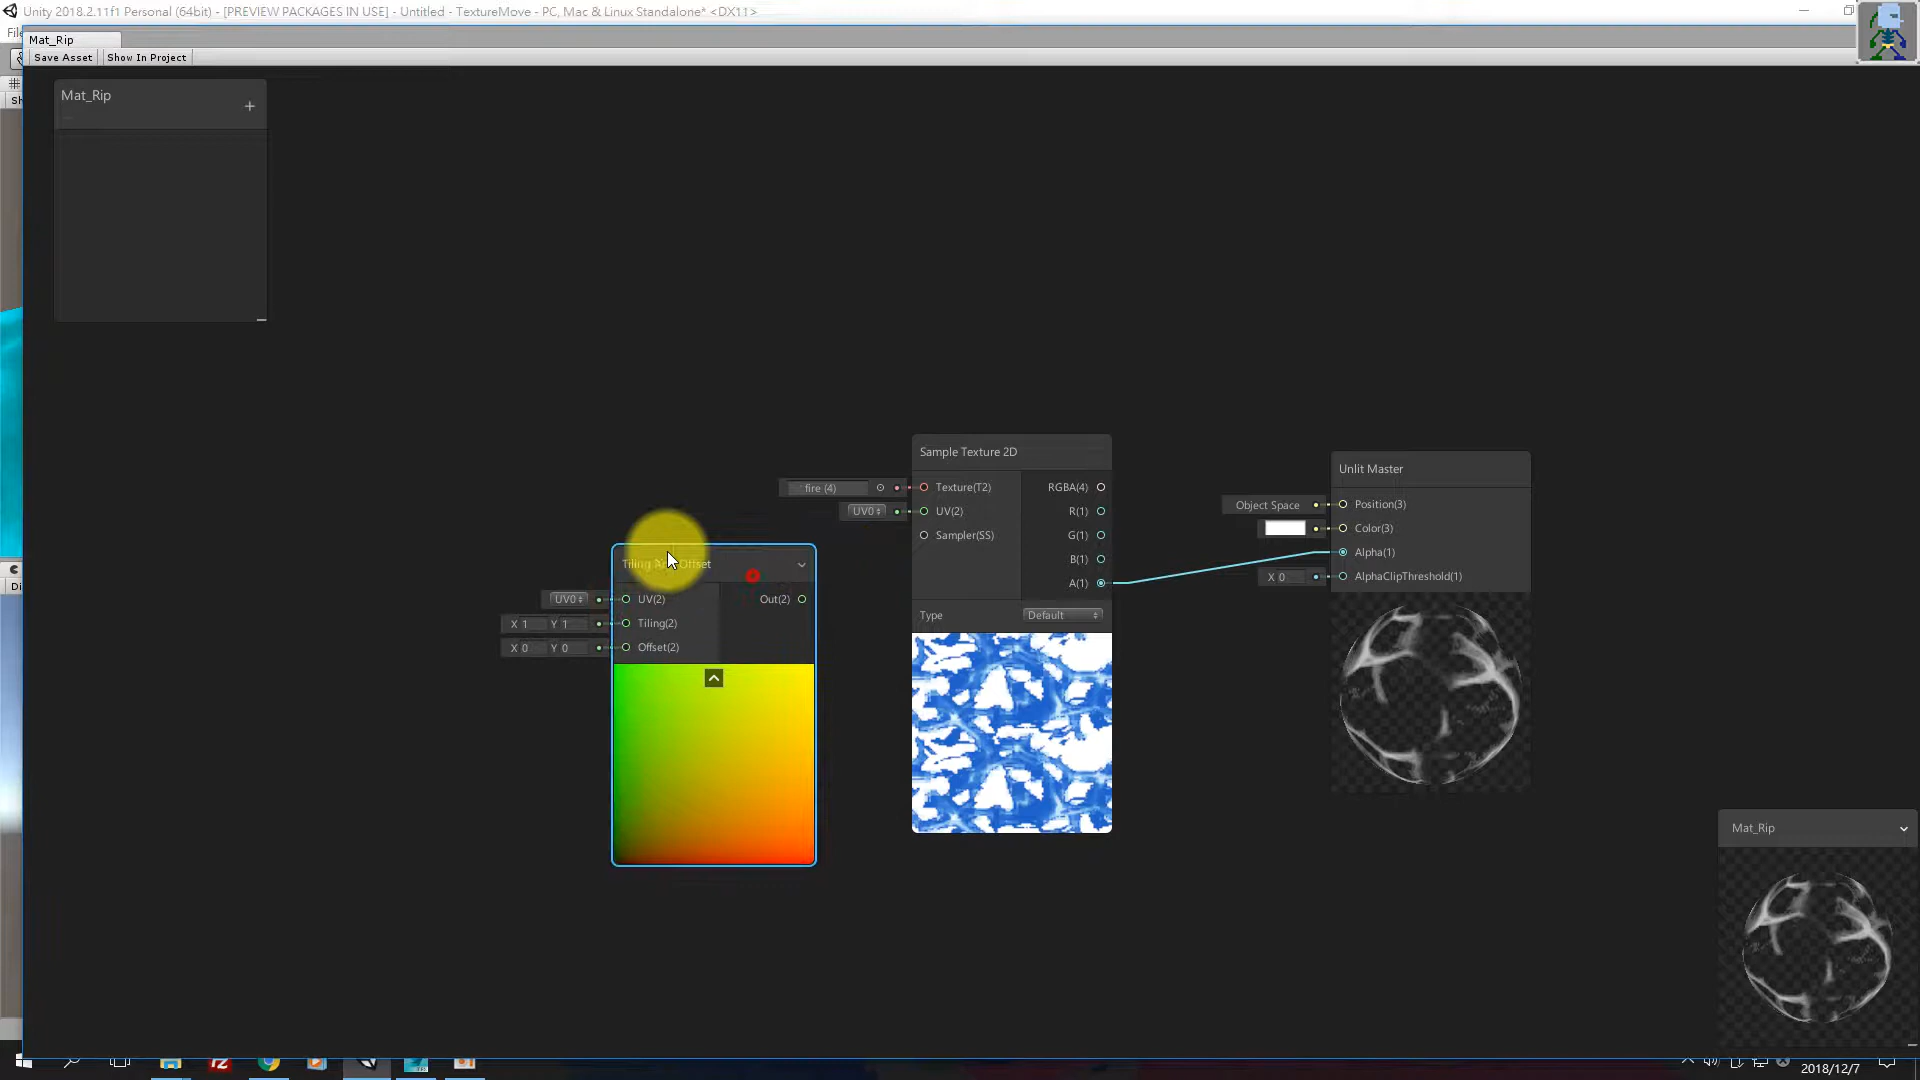 Unity 2018.2.11f1 Personal (64bit) - [PREVIEW PACKAGES IN USE] - Untitled - TextureMove - PC, Mac & Linux Standalone* <DX11>
Mat_Rip
Save Asset Show In Project
Mat_Rip +
Sample Texture 2D
fire (4) Texture(T2) RGBA(4)
UV0 UV(2) R(1)
Sampler(SS) G(1)
B(1)
A(1)
Type Default
Unlit Master
Object Space Position(3)
Color(3)
Alpha(1)
X 0 AlphaClipThreshold(1)
Tiling And Offset
UV0 UV(2) Out(2)
X 1 Y 1 Tiling(2)
X 0 Y 0 Offset(2)
Mat_Rip
2018/12/7